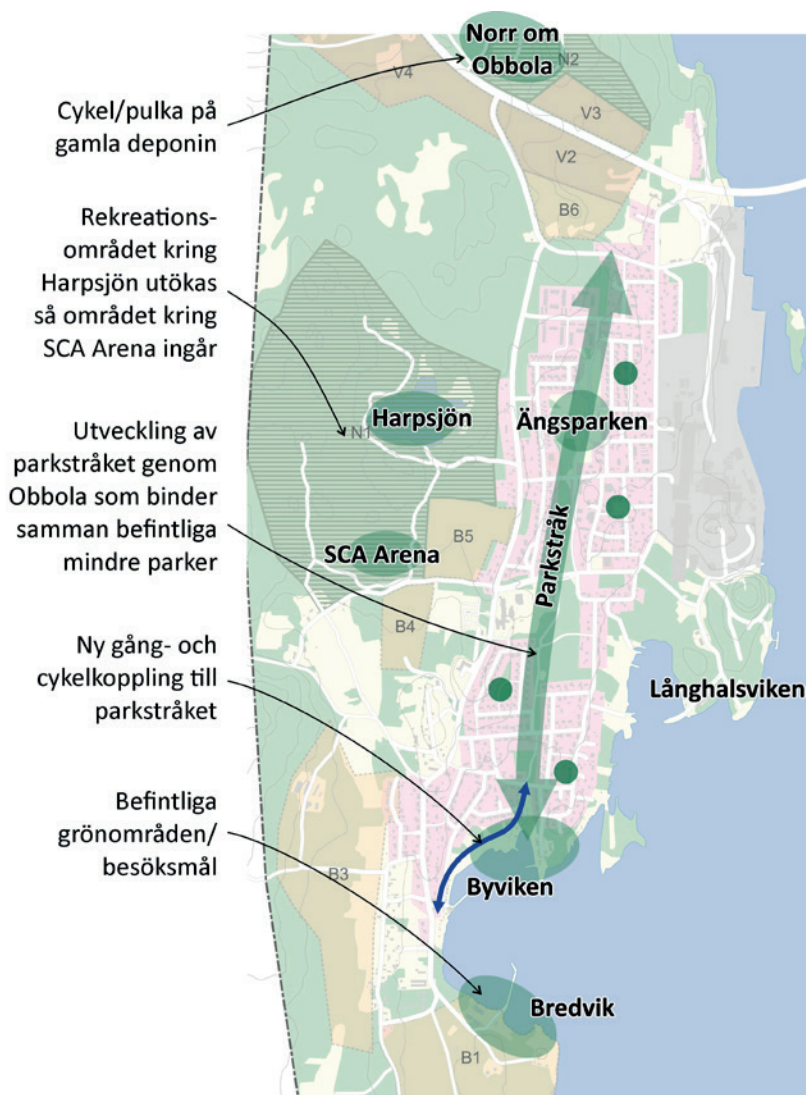 Norr om
Obbola
N2
V4
V3
Cykel/pulka på
gamla deponin
V2
B6
Rekreations-
området kring
Harpsjön utökas
så området kring
SCA Arena ingår
Harpsjön
Ängsparken
N1
Utveckling av
parkstråket genom
Obbola som binder
samman befintliga
mindre parker
B5
SCA Arena
Parkstråk
B4
Ny gång- och
cykelkoppling till
parkstråket
Långhalsviken
Befintliga
grönområden/
besöksmål
B3
Byviken
Bredvik
B1